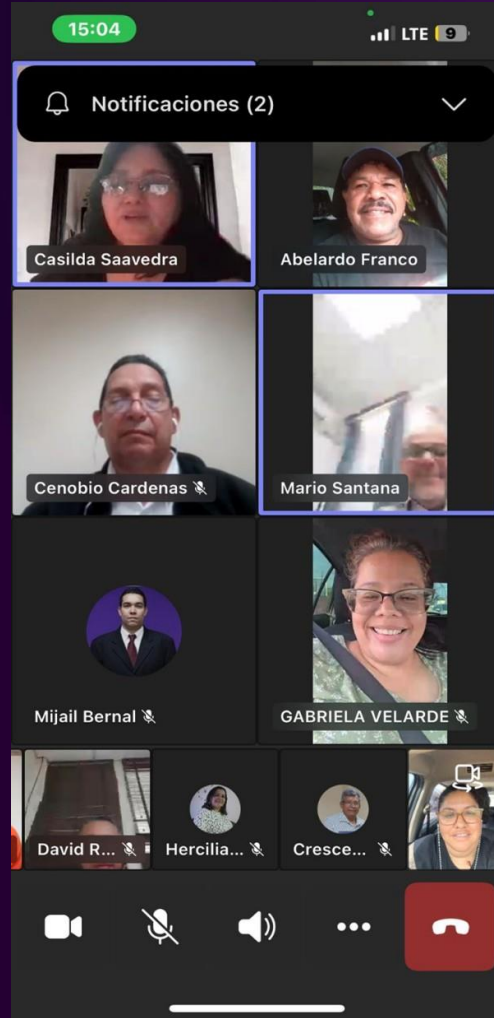 15:04
LTE 9
Notificaciones (2)
Casilda Saavedra
Abelardo Franco
Cenobio Cardenas
Mario Santana
Mijail Bernal
GABRIELA VELARDE
David R...
Hercilia...
Cresce...